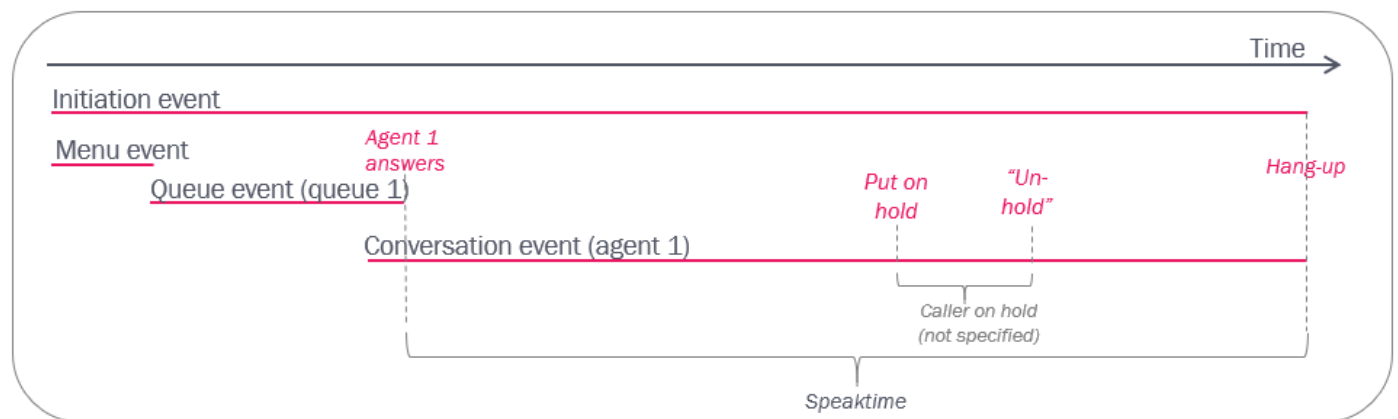 Time
Initiation event
Menu event
Agent 1
answers
Queue event (queue 1)
Put on
hold
“Un-
hold”
Hang-up
Conversation event (agent 1)
Caller on hold
(not specified)
Speaktime